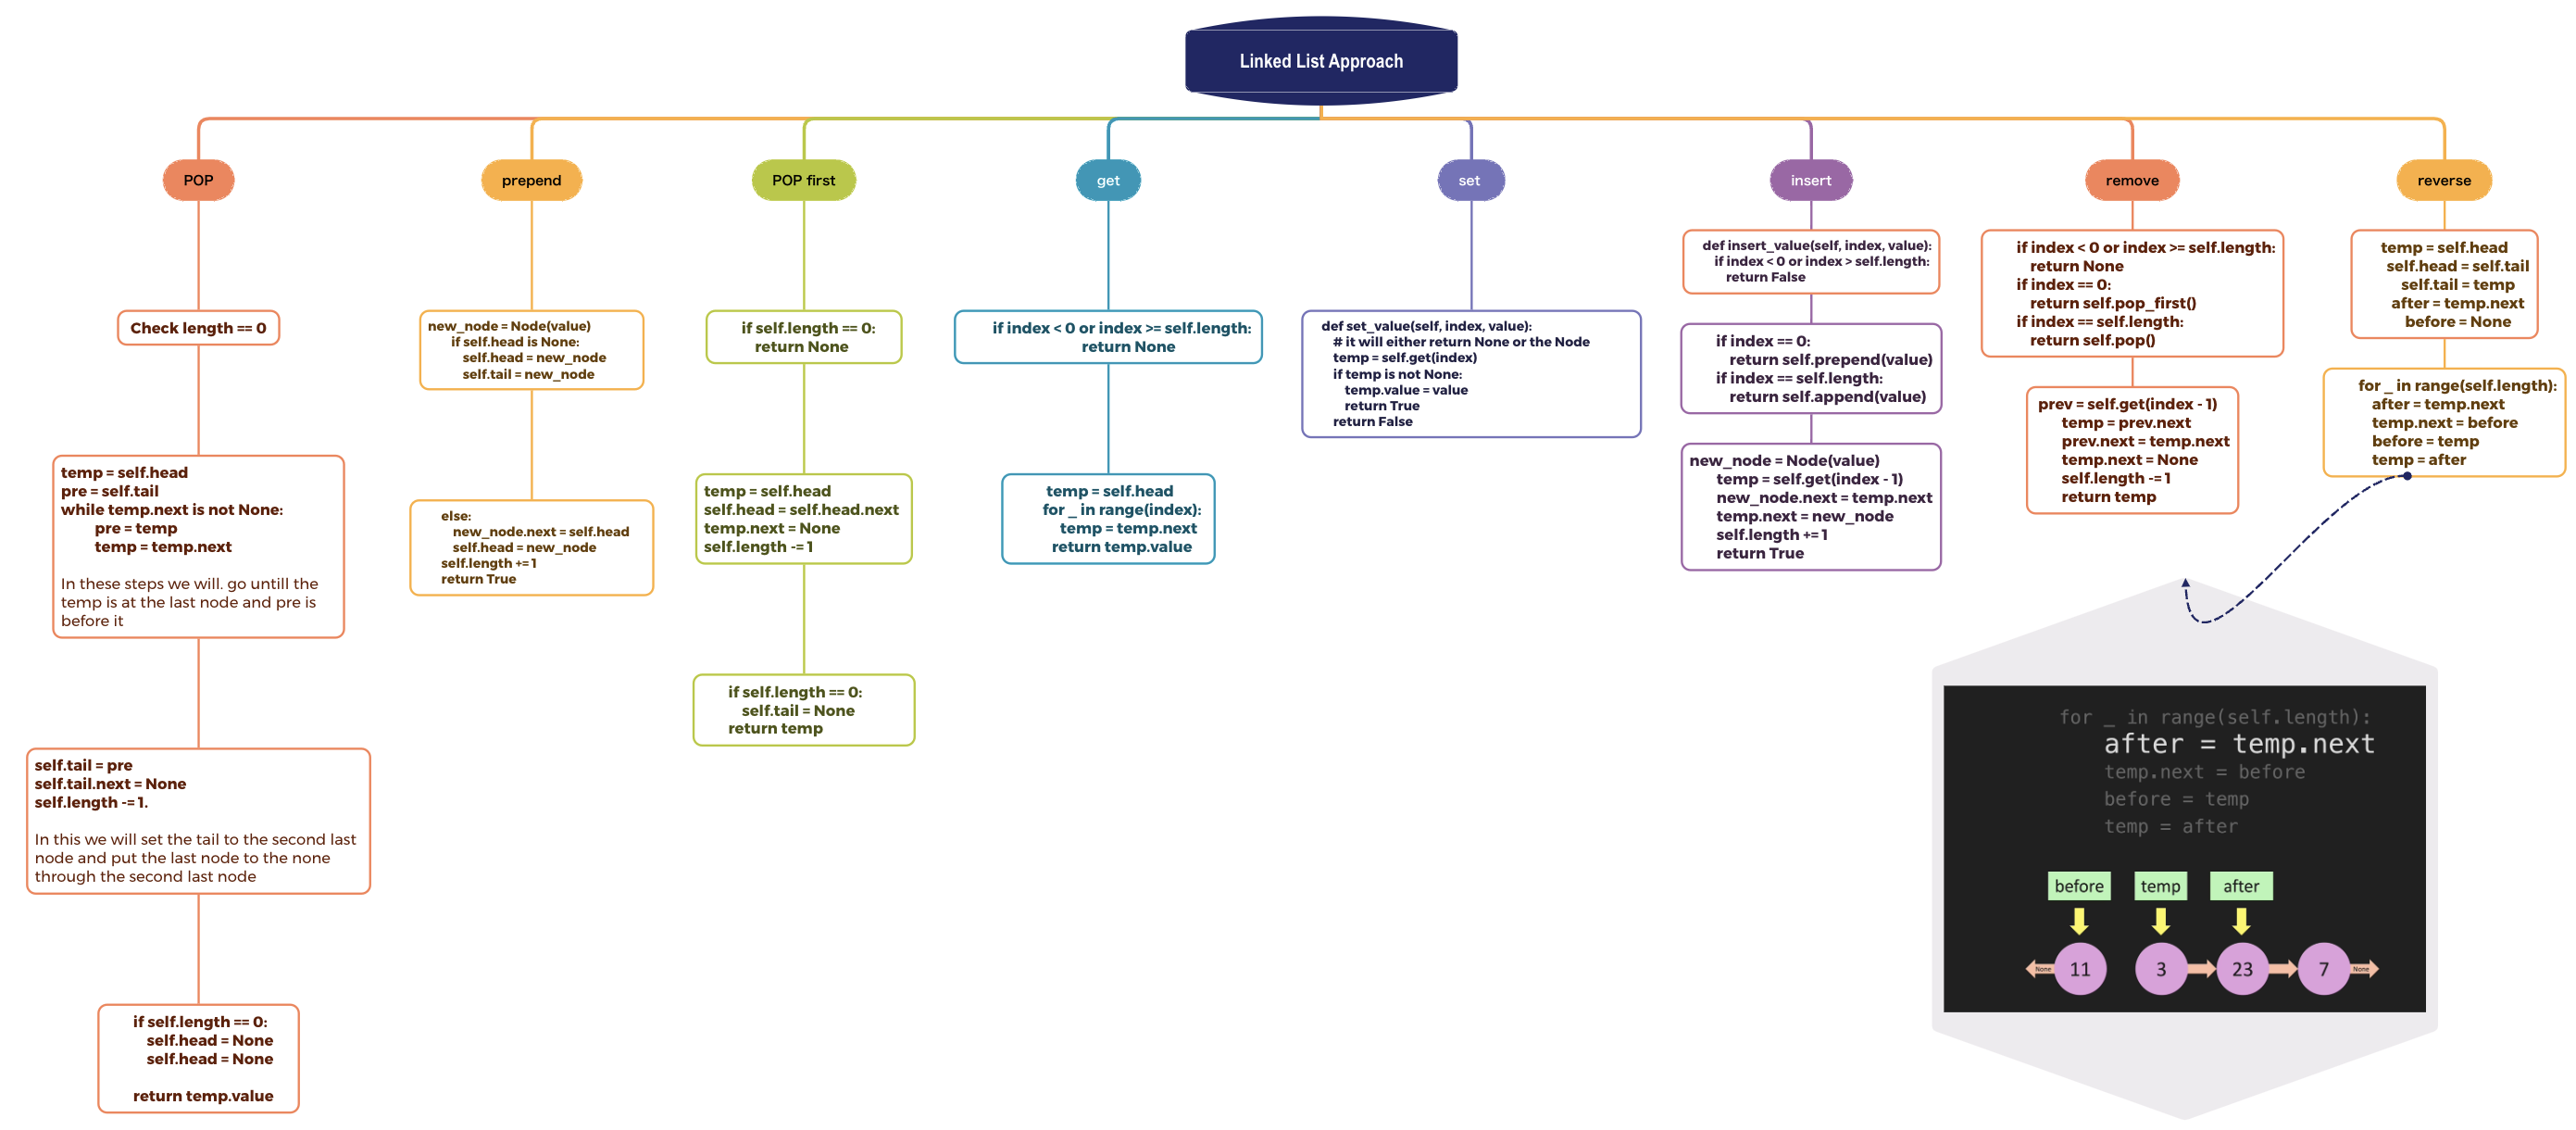 Linked List Approach
POP
Check length == 0
temp = self.head
pre = self.tail
while temp.next is not None:
pre = temp
temp = temp.next
In these steps we will. go untill the
temp is at the last node and pre is
before it
self.tail = pre
self.tail.next = None
self.length -= 1.
In this we will set the tail to the second last
node and put the last node to the none
through the second last node
if self.length == 0:
self.head = None
self.head = None
return temp.value
prepend
new_node = Node(value)
if self.head is None:
self.head = new_node
self.tail = new_node
else:
new_node.next = self.head
self.head = new_node
self.length += 1
return True
POP first
if self.length == 0:
return None
temp = self.head
self.head = self.head.next
temp.next = None
self.length -= 1
if self.length == 0:
self.tail = None
return temp
get
if index < 0 or index >= self.length:
return None
temp = self.head
for _ in range(index):
temp = temp.next
return temp.value
set
def set_value(self, index, value):
# it will either return None or the Node
temp = self.get(index)
if temp is not None:
temp.value = value
return True
return False
insert
def insert_value(self, index, value):
if index < 0 or index > self.length:
return False
if index == 0:
return self.prepend(value)
if index == self.length:
return self.append(value)
new_node = Node(value)
temp = self.get(index - 1)
new_node.next = temp.next
temp.next = new_node
self.length += 1
return True
remove
if index < 0 or index >= self.length:
return None
if index == 0:
return self.pop_first()
if index == self.length:
return self.pop()
prev = self.get(index - 1)
temp = prev.next
prev.next = temp.next
temp.next = None
self.length -= 1
return temp
reverse
temp = self.head
self.head = self.tail
self.tail = temp
after = temp.next
before = None
for _ in range(self.length):
after = temp.next
temp.next = before
before = temp
temp = after
for _ in range(self.length):
after = temp.next
temp.next = before
before = temp
temp = after
before temp after
None 11 3 23 7 None